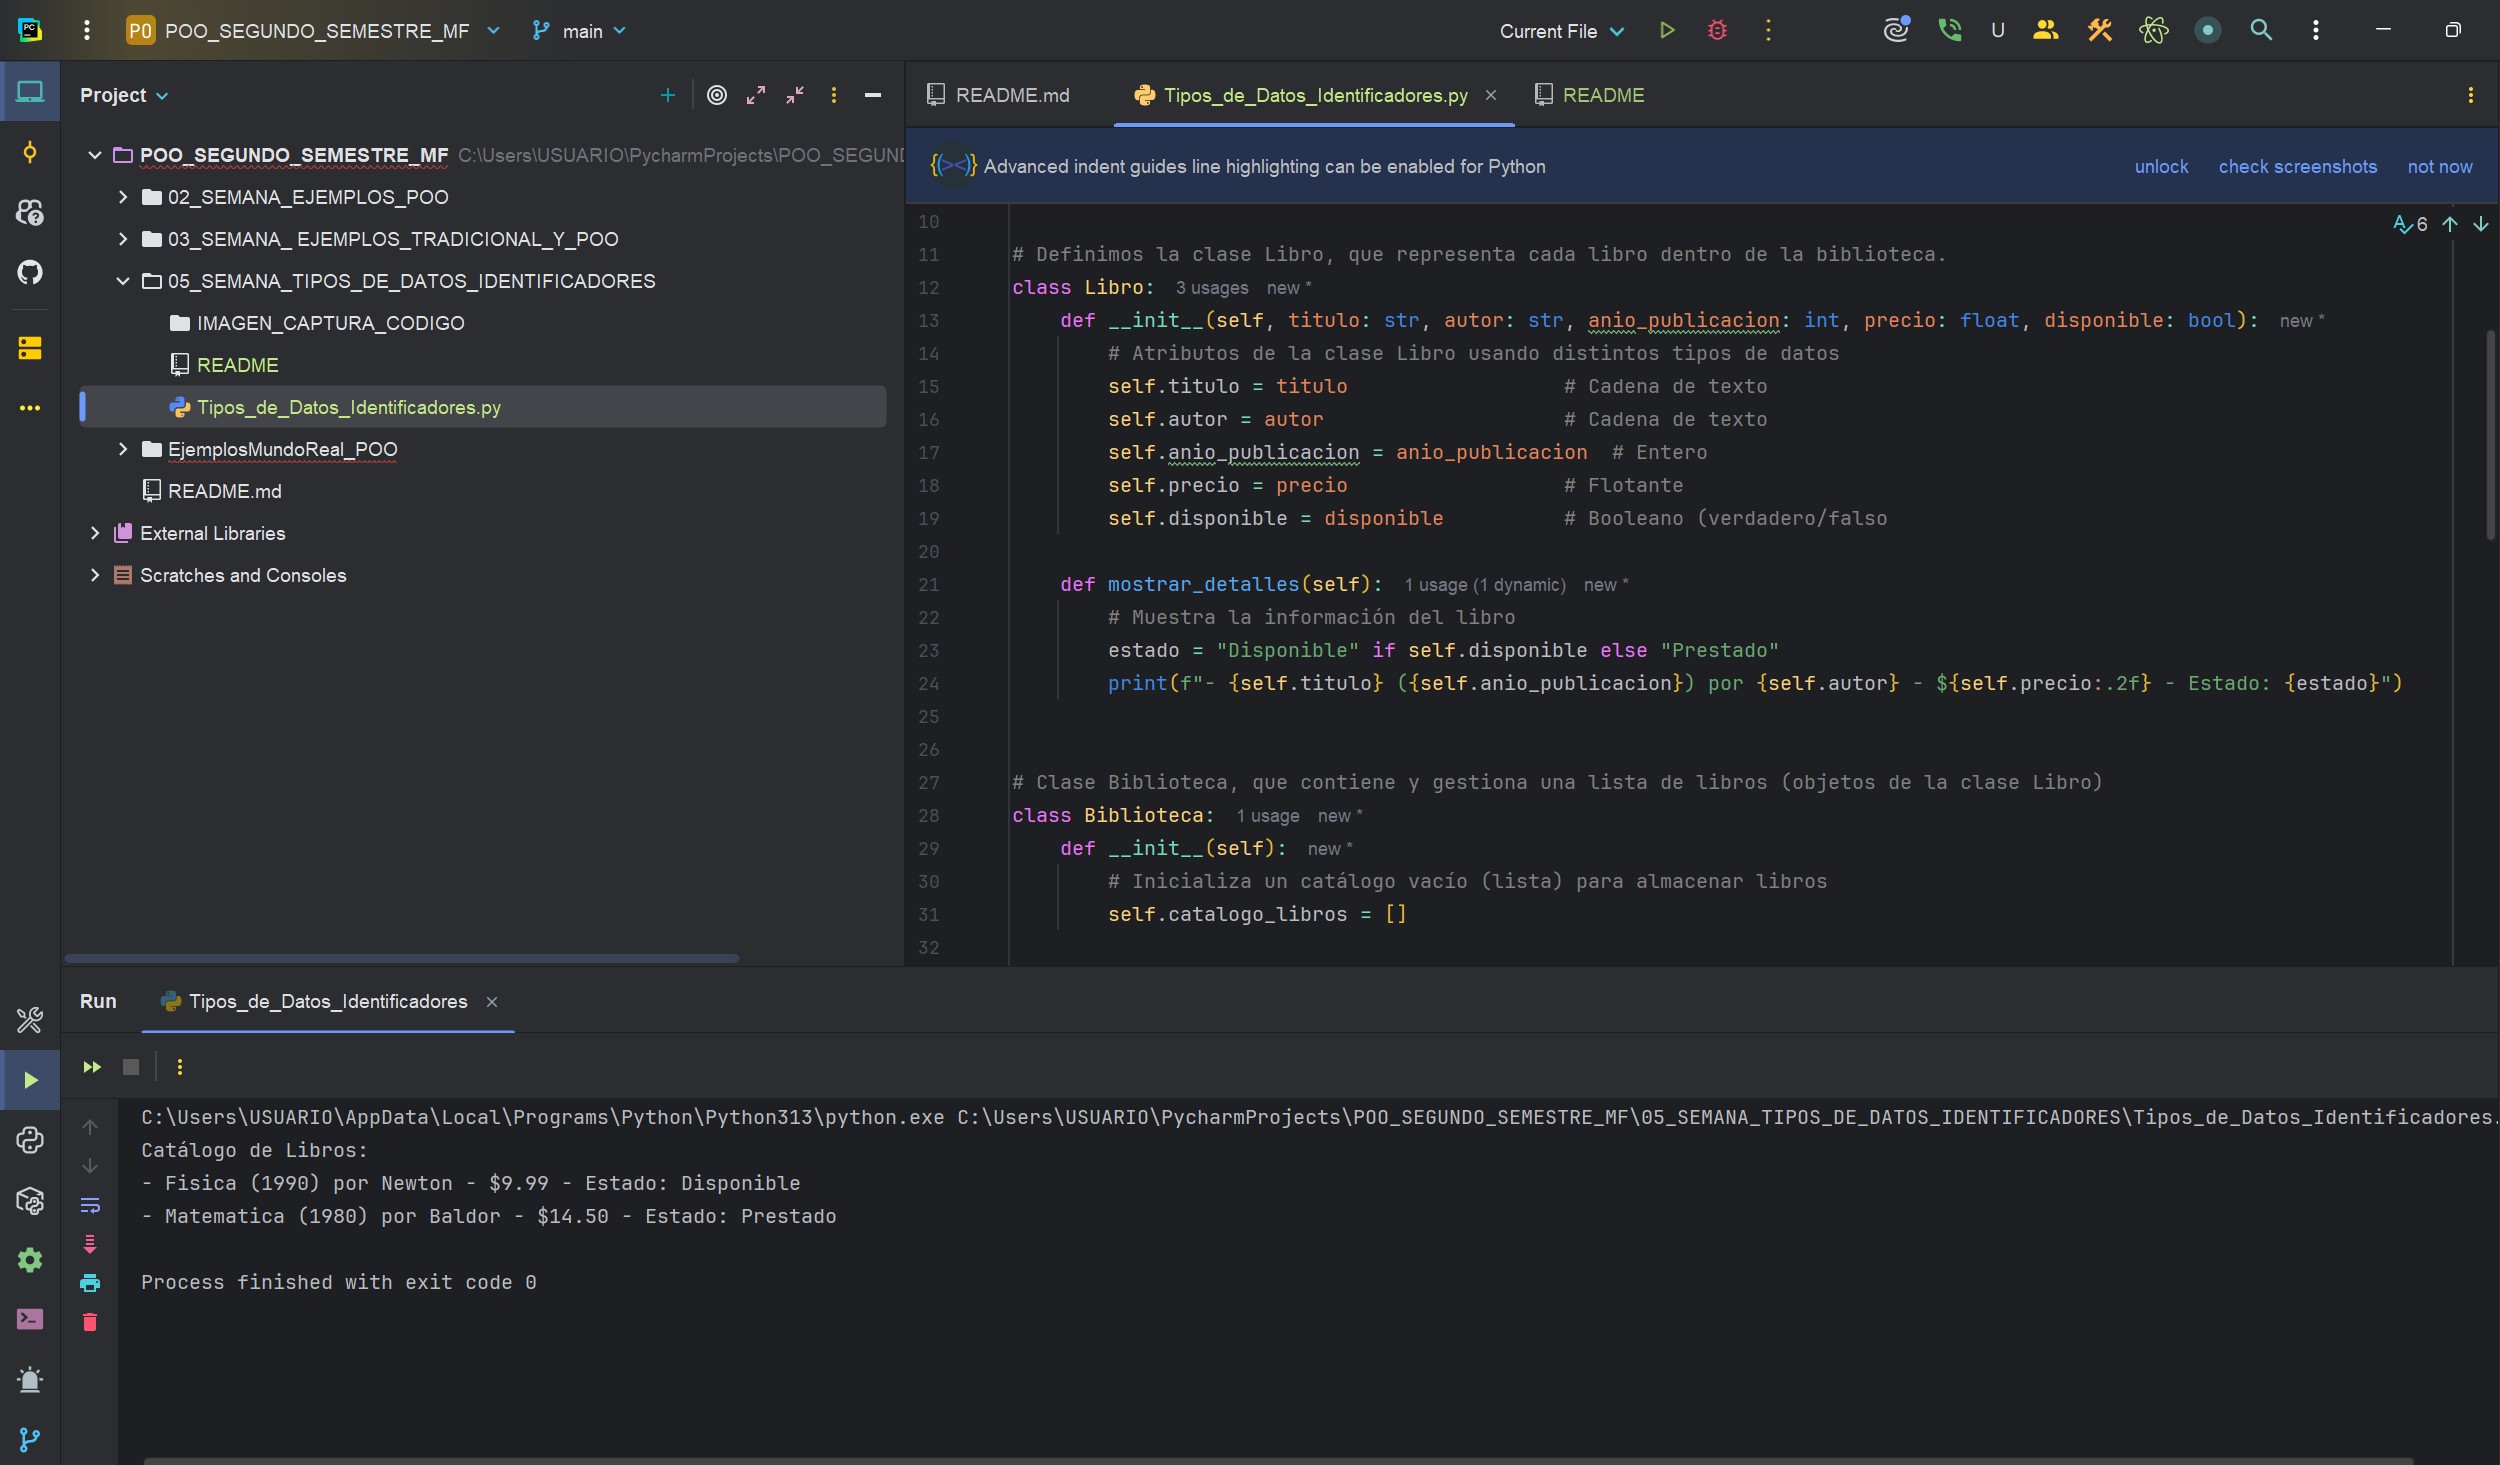 PO POO_SEGUNDO_SEMESTRE_MF main Current File U
Project
POO_SEGUNDO_SEMESTRE_MF C:\Users\USUARIO\PycharmProjects\POO_SEGUN
02_SEMANA_EJEMPLOS_POO
03_SEMANA_ EJEMPLOS_TRADICIONAL_Y_POO
05_SEMANA_TIPOS_DE_DATOS_IDENTIFICADORES
IMAGEN_CAPTURA_CODIGO
README
Tipos_de_Datos_Identificadores.py
EjemplosMundoReal_POO
README.md
External Libraries
Scratches and Consoles
README.md Tipos_de_Datos_Identificadores.py README
Advanced indent guides line highlighting can be enabled for Python unlock check screenshots not now
6
10
11 # Definimos la clase Libro, que representa cada libro dentro de la biblioteca.
12 class Libro: 3 usages new *
13 def __init__(self, titulo: str, autor: str, anio_publicacion: int, precio: float, disponible: bool): new *
14 # Atributos de la clase Libro usando distintos tipos de datos
15 self.titulo = titulo # Cadena de texto
16 self.autor = autor # Cadena de texto
17 self.anio_publicacion = anio_publicacion # Entero
18 self.precio = precio # Flotante
19 self.disponible = disponible # Booleano (verdadero/falso
20
21 def mostrar_detalles(self): 1 usage (1 dynamic) new *
22 # Muestra la información del libro
23 estado = "Disponible" if self.disponible else "Prestado"
24 print(f"- {self.titulo} ({self.anio_publicacion}) por {self.autor} - ${self.precio:.2f} - Estado: {estado}")
25
26
27 # Clase Biblioteca, que contiene y gestiona una lista de libros (objetos de la clase Libro)
28 class Biblioteca: 1 usage new *
29 def __init__(self): new *
30 # Inicializa un catálogo vacío (lista) para almacenar libros
31 self.catalogo_libros = []
32
Run Tipos_de_Datos_Identificadores
C:\Users\USUARIO\AppData\Local\Programs\Python\Python313\python.exe C:\Users\USUARIO\PycharmProjects\POO_SEGUNDO_SEMESTRE_MF\05_SEMANA_TIPOS_DE_DATOS_IDENTIFICADORES\Tipos_de_Datos_Identificadores.
Catálogo de Libros:
- Fisica (1990) por Newton - $9.99 - Estado: Disponible
- Matematica (1980) por Baldor - $14.50 - Estado: Prestado
Process finished with exit code 0